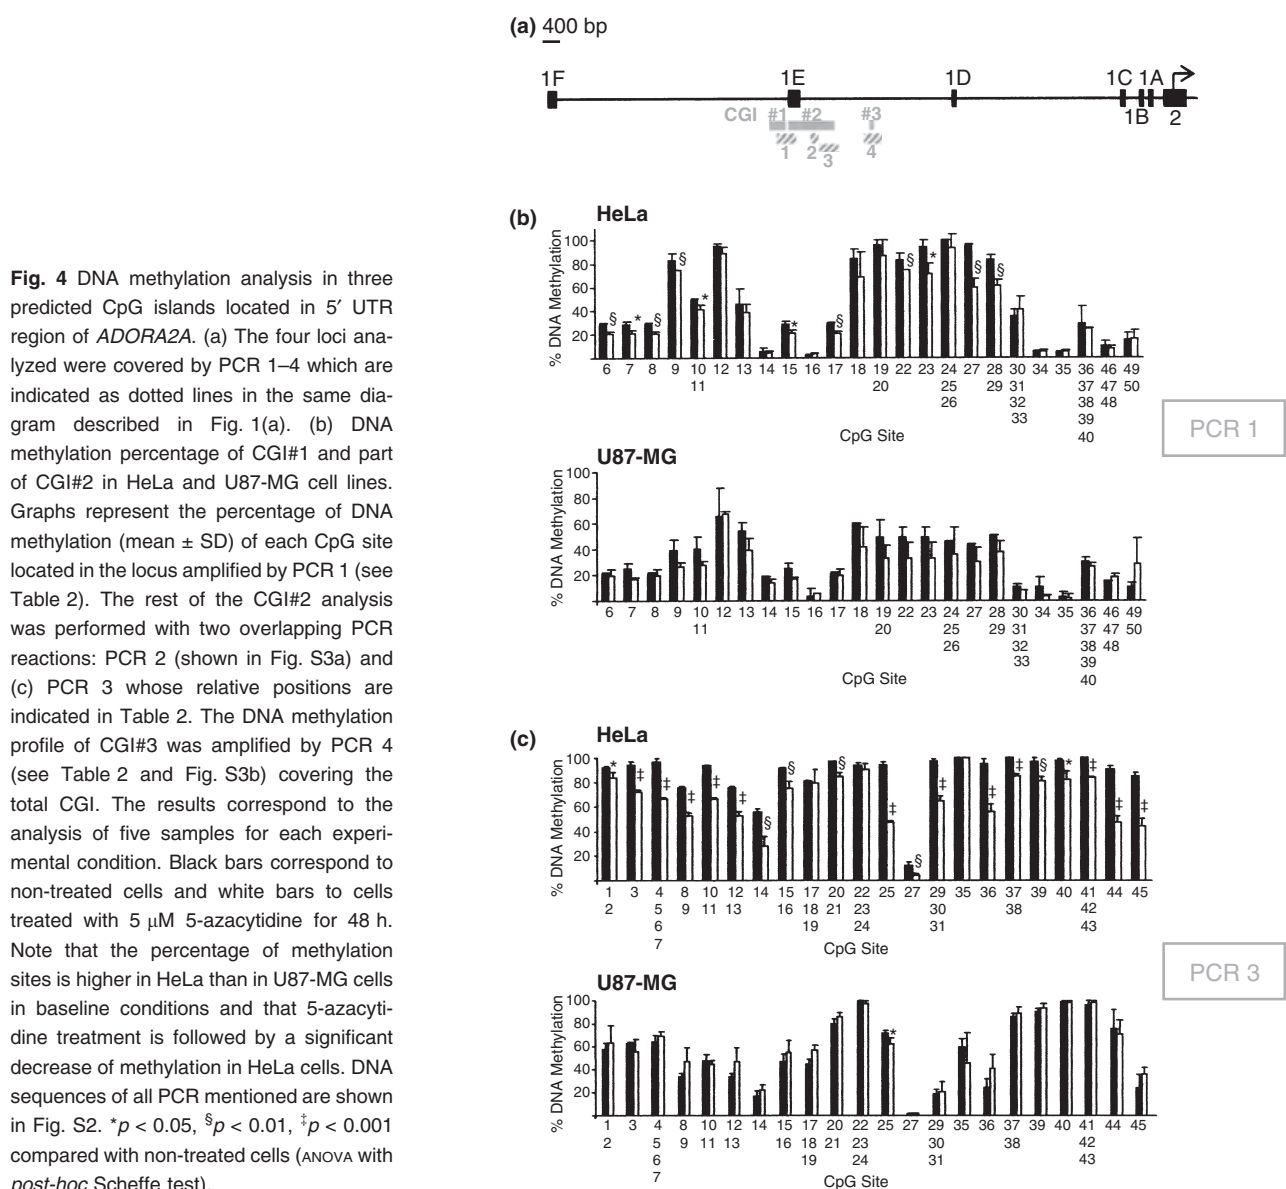 Fig. 4 DNA methylation analysis in three
predicted CpG islands located in 5′ UTR
region of ADORA2A. (a) The four loci ana-
lyzed were covered by PCR 1–4 which are
indicated as dotted lines in the same dia-
gram described in Fig. 1(a). (b) DNA
methylation percentage of CGI#1 and part
of CGI#2 in HeLa and U87-MG cell lines.
Graphs represent the percentage of DNA
methylation (mean ± SD) of each CpG site
located in the locus amplified by PCR 1 (see
Table 2). The rest of the CGI#2 analysis
was performed with two overlapping PCR
reactions: PCR 2 (shown in Fig. S3a) and
(c) PCR 3 whose relative positions are
indicated in Table 2. The DNA methylation
profile of CGI#3 was amplified by PCR 4
(see Table 2 and Fig. S3b) covering the
total CGI. The results correspond to the
analysis of five samples for each experi-
mental condition. Black bars correspond to
non-treated cells and white bars to cells
treated with 5 μM 5-azacytidine for 48 h.
Note that the percentage of methylation
sites is higher in HeLa than in U87-MG cells
in baseline conditions and that 5-azacyti-
dine treatment is followed by a significant
decrease of methylation in HeLa cells. DNA
sequences of all PCR mentioned are shown
in Fig. S2. *p < 0.05, §p < 0.01, ‡p < 0.001
compared with non-treated cells (ANOVA with
post-hoc Scheffe test).
(a) 400 bp
1F 1E 1D 1C 1A
1B 2
CGI #1 #2 #3
1 2 3 4
(b) HeLa
% DNA Methylation
100
80
60
40
20
§ * § § * * § § * § §
6 7 8 9 10 12 13 14 15 16 17 18 19 22 23 24 27 28 30 34 35 36 46 49
11 20 25 29 31 37 47 50
26 32 38 48
33 39
40
CpG Site
PCR 1
U87-MG
% DNA Methylation
100
80
60
40
20
6 7 8 9 10 12 13 14 15 16 17 18 19 22 23 24 27 28 30 34 35 36 46 49
11 20 25 29 31 37 47 50
26 32 38 48
33 39
40
CpG Site
(c) HeLa
% DNA Methylation
100
80
60
40
20
* ‡ ‡ ‡ ‡ ‡ § § § ‡ § ‡ ‡ ‡ § * ‡ ‡ ‡
1 3 4 8 10 12 14 15 17 20 22 25 27 29 35 36 37 39 40 41 44 45
2 5 9 11 13 16 18 21 23 30 38 42
6 19 24 31 43
7
CpG Site
PCR 3
U87-MG
% DNA Methylation
100
80
60
40
20
*
1 3 4 8 10 12 14 15 17 20 22 25 27 29 35 36 37 39 40 41 44 45
2 5 9 11 13 16 18 21 23 30 38 42
6 19 24 31 43
7
CpG Site